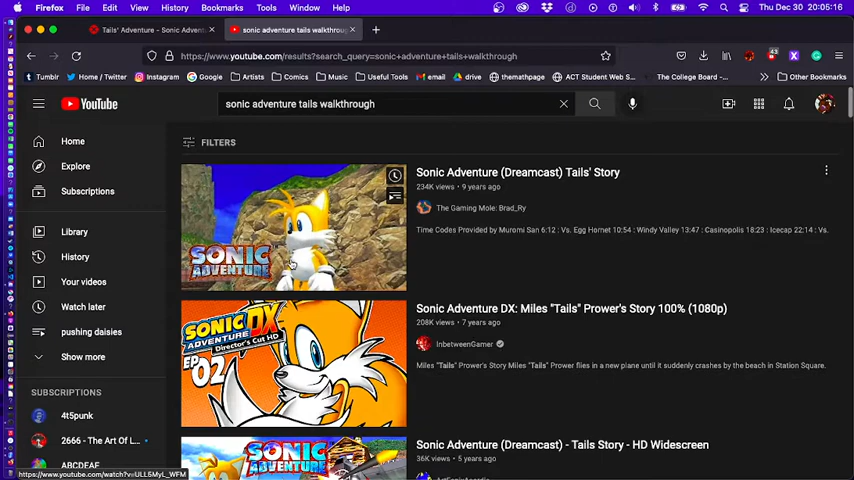 Firefox File Edit View History Bookmarks Tools Window Help Thu Dec 30 20:05:16
Tails' Adventure - Sonic Advent
sonic adventure tails walkthroug
https://www.youtube.com/results?search_query=sonic+adventure+tails+walkthrough
43
Tumblr Home / Twitter Instagram Google Artists Comics Music Useful Tools email drive themathpage ACT Student Web S... The College Board -... Other Bookmarks
YouTube
sonic adventure tails walkthrough
Home
Explore
Subscriptions
Library
History
Your videos
Watch later
pushing daisies
Show more
SUBSCRIPTIONS
4t5punk
2666 - The Art Of L...
ABCDEAF
FILTERS
SONIC
ADVENTURE
Sonic Adventure (Dreamcast) Tails' Story
234K views • 9 years ago
The Gaming Mole: Brad_Ry
Time Codes Provided by Muromi San 6:12 : Vs. Egg Hornet 10:54 : Windy Valley 13:47 : Casinopolis 18:23 : Icecap 22:14 : Vs.
SONIC
ADVENTURE DX
Director's Cut HD
EP
02
Sonic Adventure DX: Miles "Tails" Prower's Story 100% (1080p)
208K views • 7 years ago
InbetweenGamer
Miles "Tails" Prower's Story Miles "Tails" Prower flies in a new plane until it suddenly crashes by the beach in Station Square.
SONIC
ADVENTURE
Sonic Adventure (Dreamcast) - Tails Story - HD Widescreen
36K views • 5 years ago
https://www.youtube.com/watch?v=ULL5MyL_WFM